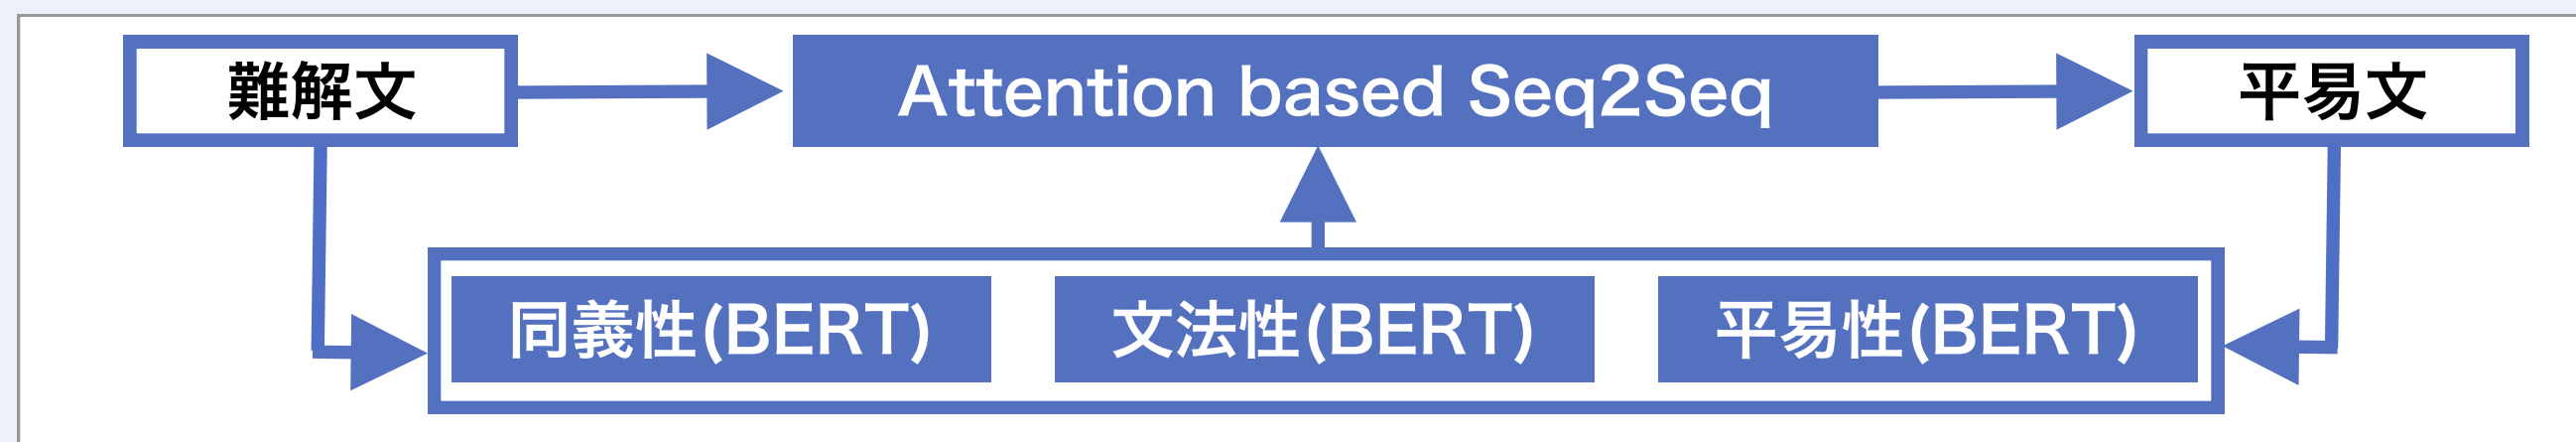 難解文
Attention based Seq2Seq
平易文
同義性(BERT)
文法性(BERT)
平易性(BERT)